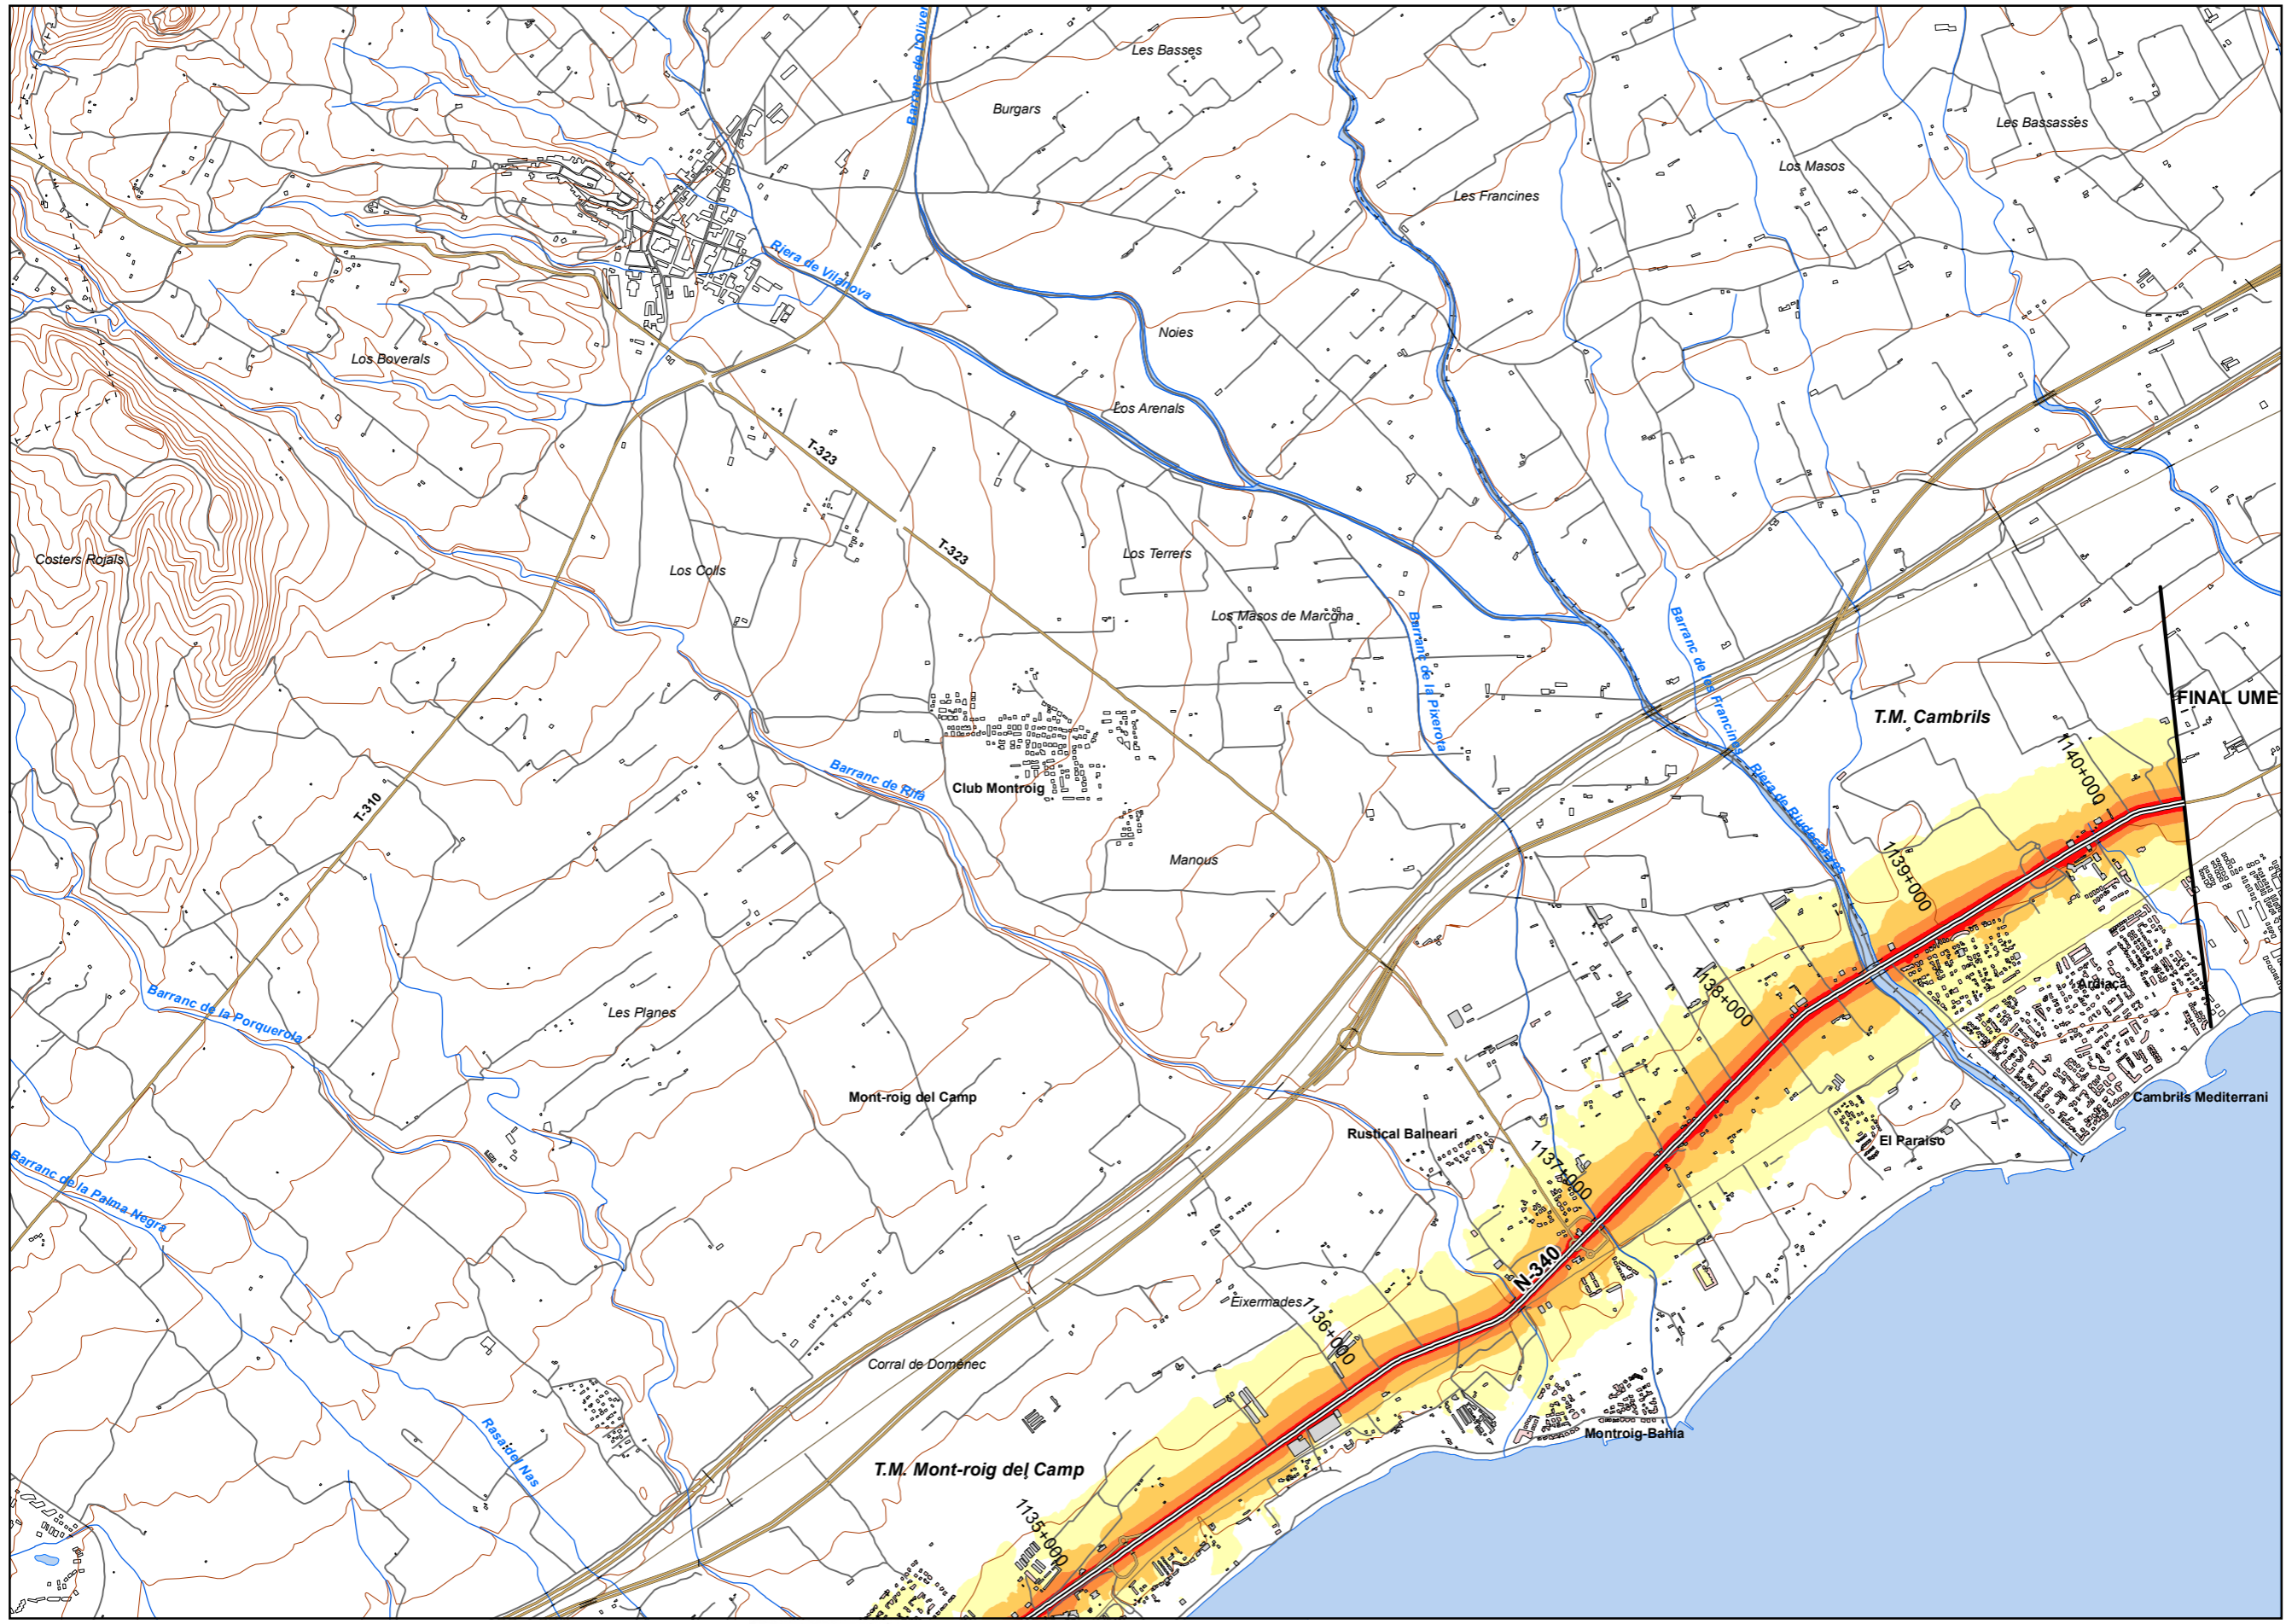 Barranc de l'Oliver
Les Basses
Burgars
Les Bassasses
Los Masos
Les Francines
Riera de Vilanova
Noies
Los Boverals
Los Arenals
T-323
T-323
Costers Rojals
Los Colls
Los Terrers
Los Masos de Marcona
Barranc de la Pixerota
Barranc de les Francines
FINAL UME
T.M. Cambrils
1140+000
Barranc de Rifà
Club Montroig
T-310
Riera de Riudecanyes
Manous
1139+000
Ardiaca
1138+000
Barranc de la Porquerola
Les Planes
Mont-roig del Camp
Cambrils Mediterrani
Rustical Balneari
El Paraiso
1137+000
Barranc de la Palma Negra
N-340
Eixermades
1136+000
Corral de Domènec
Montroig-Bahia
Rasa del Nas
T.M. Mont-roig del Camp
1135+000